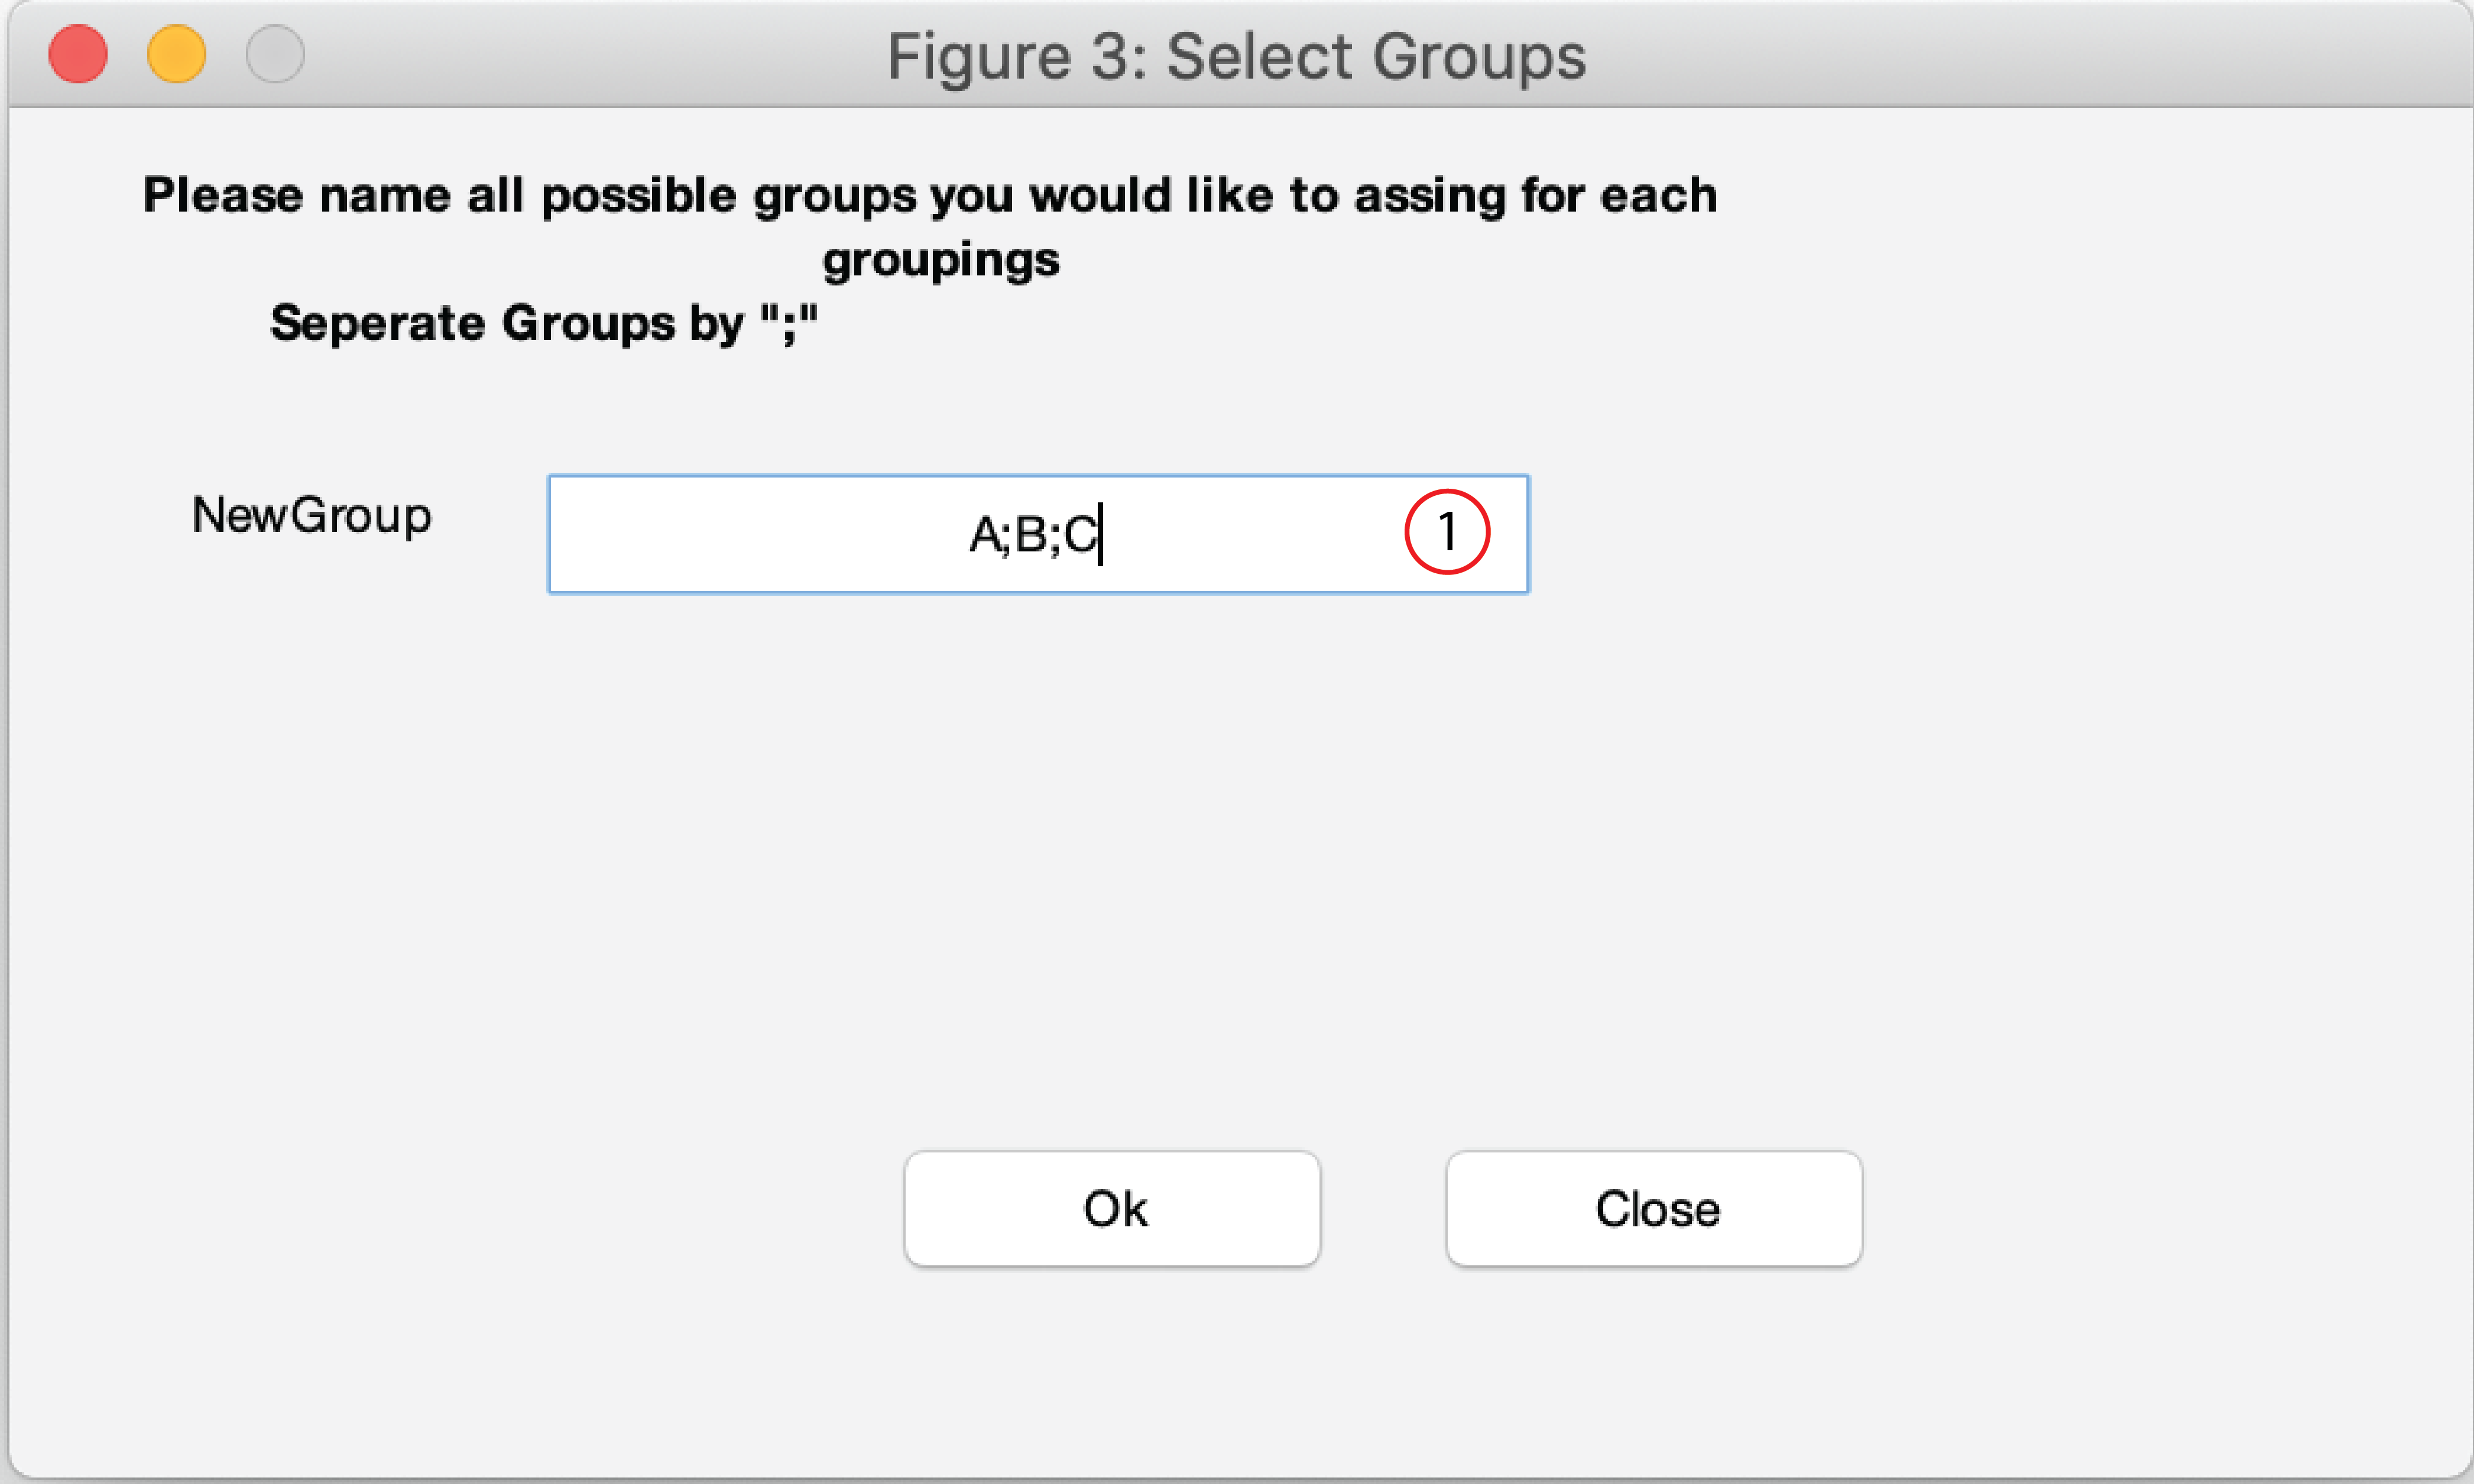 Figure 3: Select Groups
Please name all possible groups you would like to assing for each
groupings
Seperate Groups by ";"
NewGroup
A;B;C
1
Ok
Close